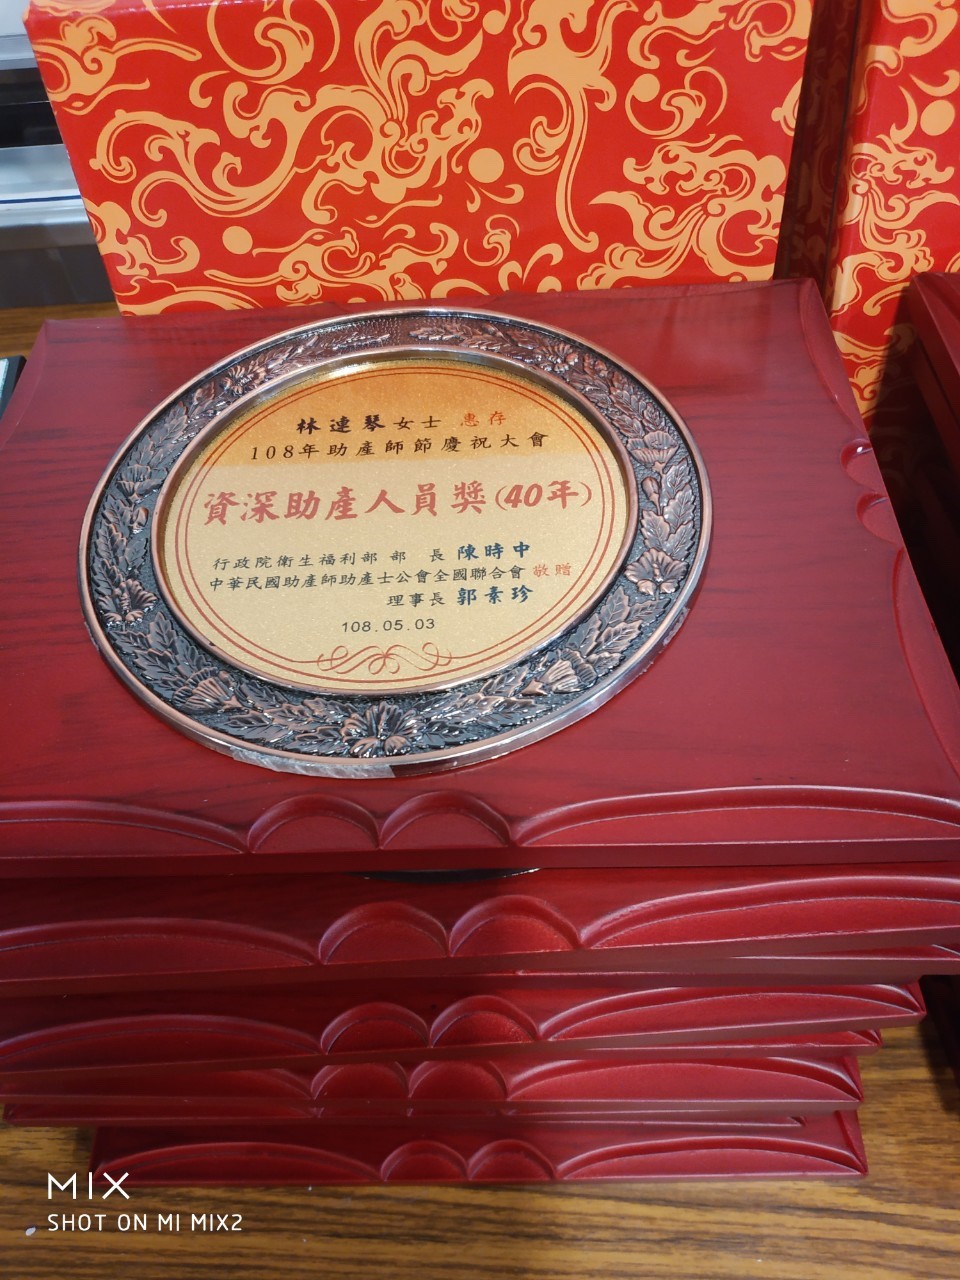 林連琴女士 惠存
108年助產師節慶祝大會
資深助產人員獎(40年)
行政院衛生福利部 部 長 陳時中
中華民國助產師助產士公會全國聯合會 敬贈
理事長 郭素珍
108.05.03
MIX
SHOT ON MI MIX2